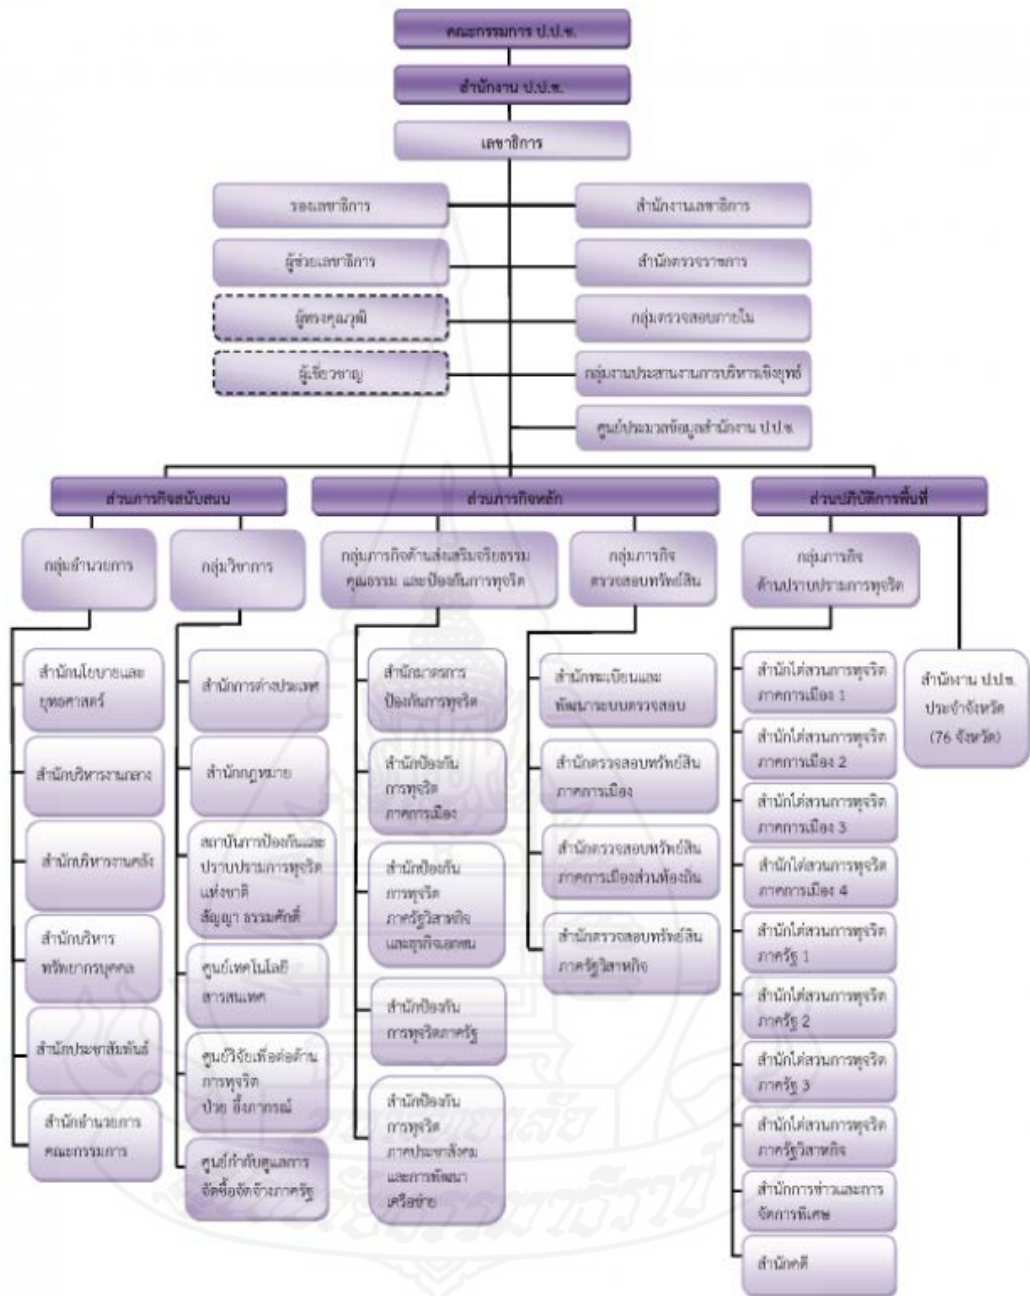 คณะกรรมการ ป.ป.ช.
สำนักงาน ป.ป.ช.
เลขาธิการ
รองเลขาธิการ
สำนักงานเลขาธิการ
ผู้ช่วยเลขาธิการ
สำนักตรวจราชการ
ผู้ทรงคุณวุฒิ
กลุ่มตรวจสอบภายใน
ผู้เชี่ยวชาญ
กลุ่มงานประสานงานการบริหารเชิงยุทธ์
ศูนย์ประมวลข้อมูลสำนักงาน ป.ป.ช.
ส่วนภารกิจสนับสนุน
ส่วนภารกิจหลัก
ส่วนปฏิบัติการพื้นที่
กลุ่มอำนวยการ
กลุ่มวิชาการ
กลุ่มภารกิจด้านส่งเสริมจริยธรรม
คุณธรรม และป้องกันการทุจริต
กลุ่มภารกิจ
ตรวจสอบทรัพย์สิน
กลุ่มภารกิจ
ด้านปราบปรามการทุจริต
สำนักนโยบายและ
ยุทธศาสตร์
สำนักบริหารงานกลาง
สำนักบริหารงานคลัง
สำนักบริหาร
ทรัพยากรบุคคล
สำนักประชาสัมพันธ์
สำนักอำนวยการ
คณะกรรมการ
สำนักการต่างประเทศ
สำนักกฎหมาย
สถาบันการป้องกันและ
ปราบปรามการทุจริต
แห่งชาติ
สัญญา ธรรมศักดิ์
ศูนย์เทคโนโลยี
สารสนเทศ
ศูนย์วิจัยเพื่อต่อต้าน
การทุจริต
ป๋วย อึ๊งภากรณ์
ศูนย์กำกับดูแลการ
จัดซื้อจัดจ้างภาครัฐ
สำนักมาตรการ
ป้องกันการทุจริต
สำนักป้องกัน
การทุจริต
ภาคการเมือง
สำนักป้องกัน
การทุจริต
ภาครัฐวิสาหกิจ
และธุรกิจเอกชน
สำนักป้องกัน
การทุจริตภาครัฐ
สำนักป้องกัน
การทุจริต
ภาคประชาสังคม
และการพัฒนา
เครือข่าย
สำนักทะเบียนและ
พัฒนาระบบตรวจสอบ
สำนักตรวจสอบทรัพย์สิน
ภาคการเมือง
สำนักตรวจสอบทรัพย์สิน
ภาคการเมืองส่วนท้องถิ่น
สำนักตรวจสอบทรัพย์สิน
ภาครัฐวิสาหกิจ
สำนักไต่สวนการทุจริต
ภาคการเมือง 1
สำนักไต่สวนการทุจริต
ภาคการเมือง 2
สำนักไต่สวนการทุจริต
ภาคการเมือง 3
สำนักไต่สวนการทุจริต
ภาคการเมือง 4
สำนักไต่สวนการทุจริต
ภาครัฐ 1
สำนักไต่สวนการทุจริต
ภาครัฐ 2
สำนักไต่สวนการทุจริต
ภาครัฐ 3
สำนักไต่สวนการทุจริต
ภาครัฐวิสาหกิจ
สำนักการข่าวและการ
จัดการพิเศษ
สำนักคดี
สำนักงาน ป.ป.ช.
ประจำจังหวัด
(76 จังหวัด)